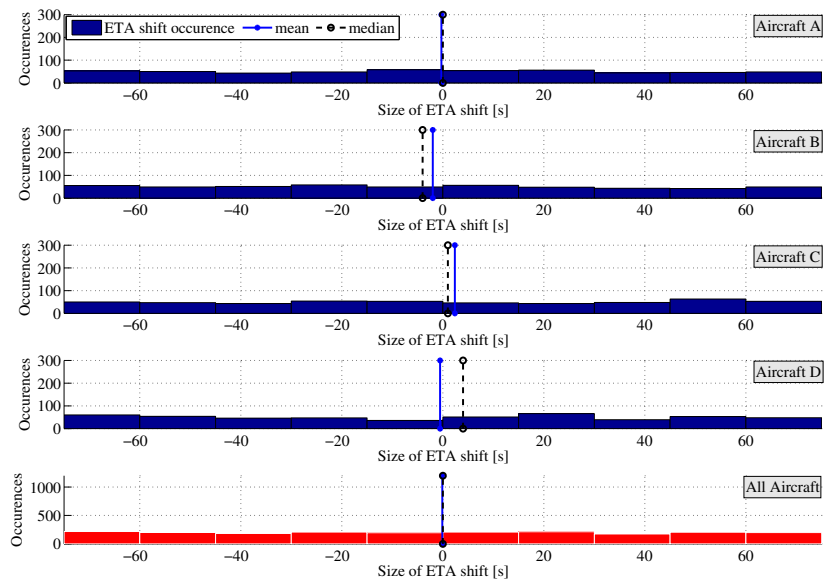 ETA shift occurence mean median
Aircraft A
Occurences
300
200
100
0
−60 −40 −20 0 20 40 60
Size of ETA shift [s]
Aircraft B
Occurences
300
200
100
0
−60 −40 −20 0 20 40 60
Size of ETA shift [s]
Aircraft C
Occurences
300
200
100
0
−60 −40 −20 0 20 40 60
Size of ETA shift [s]
Aircraft D
Occurences
300
200
100
0
−60 −40 −20 0 20 40 60
Size of ETA shift [s]
All Aircraft
Occurences
1000
500
0
−60 −40 −20 0 20 40 60
Size of ETA shift [s]